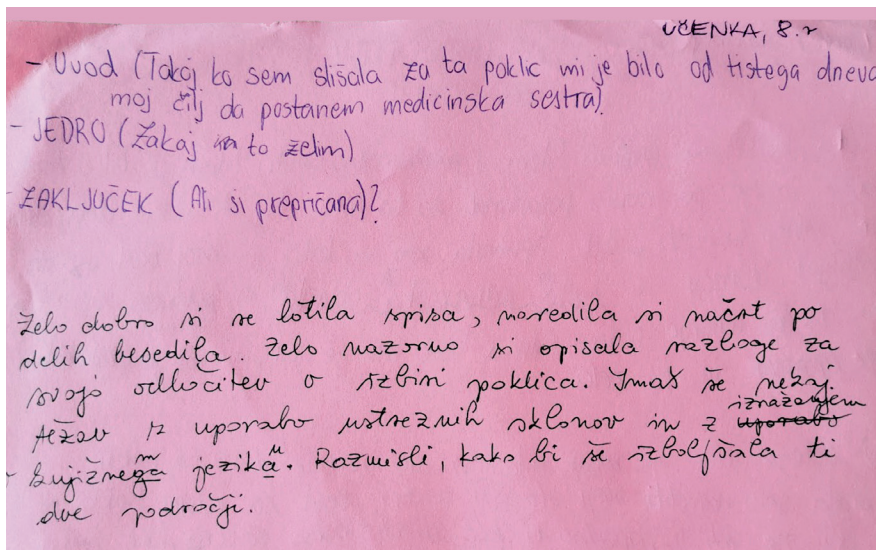 UČENKA, 8.r
- Uvod (Takoj ko sem slišala za ta poklic mi je bilo od tistega dneva
moj čilj da postanem medicinska sestra)
- JEDRO (Zakaj to želim)
- ZAKLJUČEK (Ali si prepričana)?
Zelo dobro si se lotila spisa, naredila si načrt po
delih besedila. Zelo nazorno si opisala razloge za
svojo odločitev o izbiri poklica. Imaš še nekaj
težav z uporabo ustreznih sklonov in z uporabo izražanjem
knjižnega m jezika u. Razmisli, kako bi še izboljšala ti
dve področji.